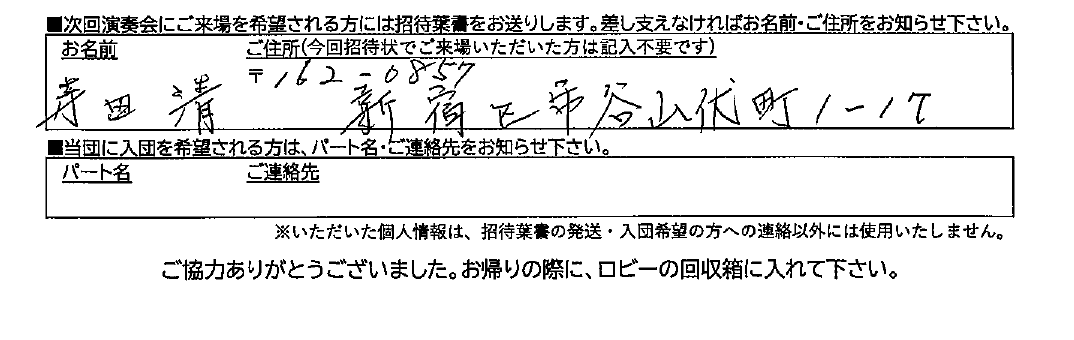 ■次回演奏会にご来場を希望される方には招待葉書をお送りします。差し支えなければお名前・ご住所をお知らせ下さい。
お名前 ご住所(今回招待状でご来場いただいた方は記入不要です)
〒162-0857
寺田 清 新宿区市谷山伏町1-17
■当団に入団を希望される方は、パート名・ご連絡先をお知らせ下さい。
パート名 ご連絡先
※いただいた個人情報は、招待葉書の発送・入団希望の方への連絡以外には使用いたしません。
ご協力ありがとうございました。お帰りの際に、ロビーの回収箱に入れて下さい。